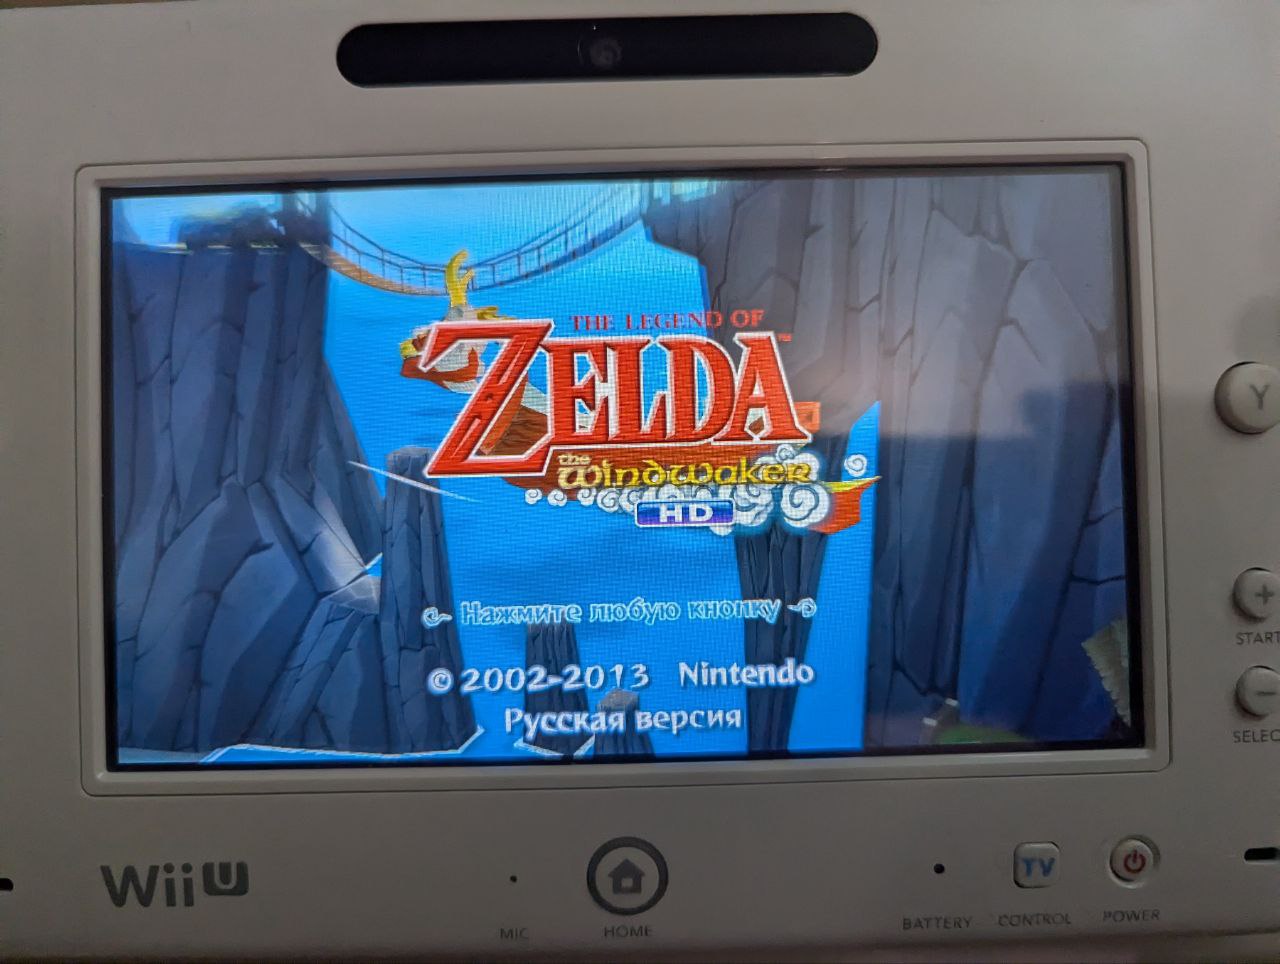 THE LEGEND OF
ZELDA™
the
Windwaker
HD
Нажмите любую кнопку
© 2002-2013 Nintendo
Русская версия
Y
+
START
-
SELEC
Wii U
MIC
HOME
BATTERY
TV
CONTROL
POWER